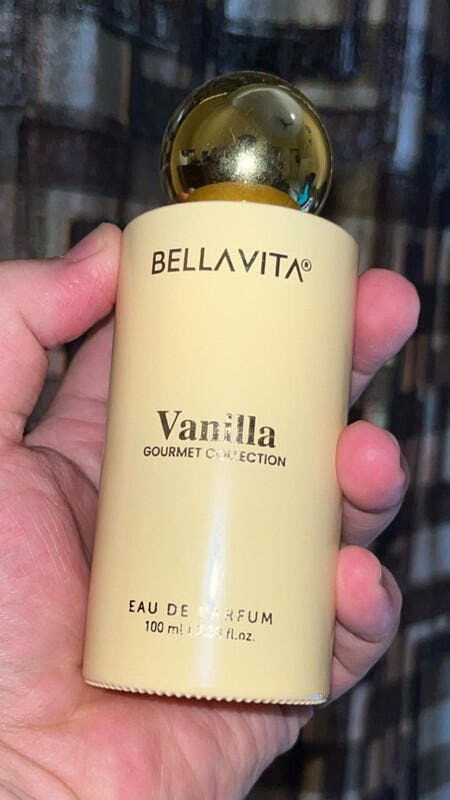 BELLAVITA®
Vanilla
GOURMET COLLECTION
EAU DE PARFUM
100 ml fl.oz.